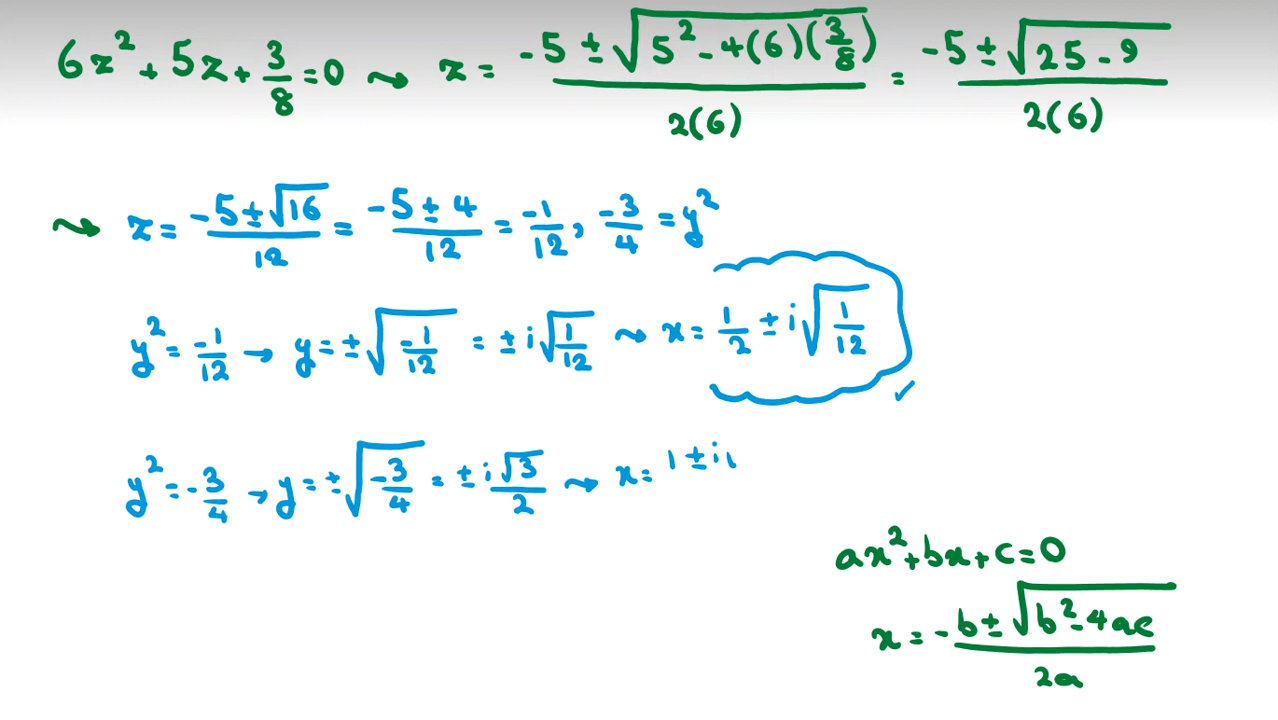 6z² + 5z + 3/8 = 0 ⇝ z = (-5 ± √(5² - 4(6)(3/8)))/2(6) = (-5 ± √(25 - 9))/2(6)
⇝ z = (-5 ± √16)/12 = (-5 ± 4)/12 = -1/12, -3/4 = y²
y² = -1/12 → y = ± √(-1/12) = ± i √(1/12) ⇝ x = 1/2 ± i √(1/12) ✓
y² = -3/4 → y = ± √(-3/4) = ± i √3/2 ⇝ x = 1 ± i
ax² + bx + c = 0
x = (-b ± √(b² - 4ac))/2a